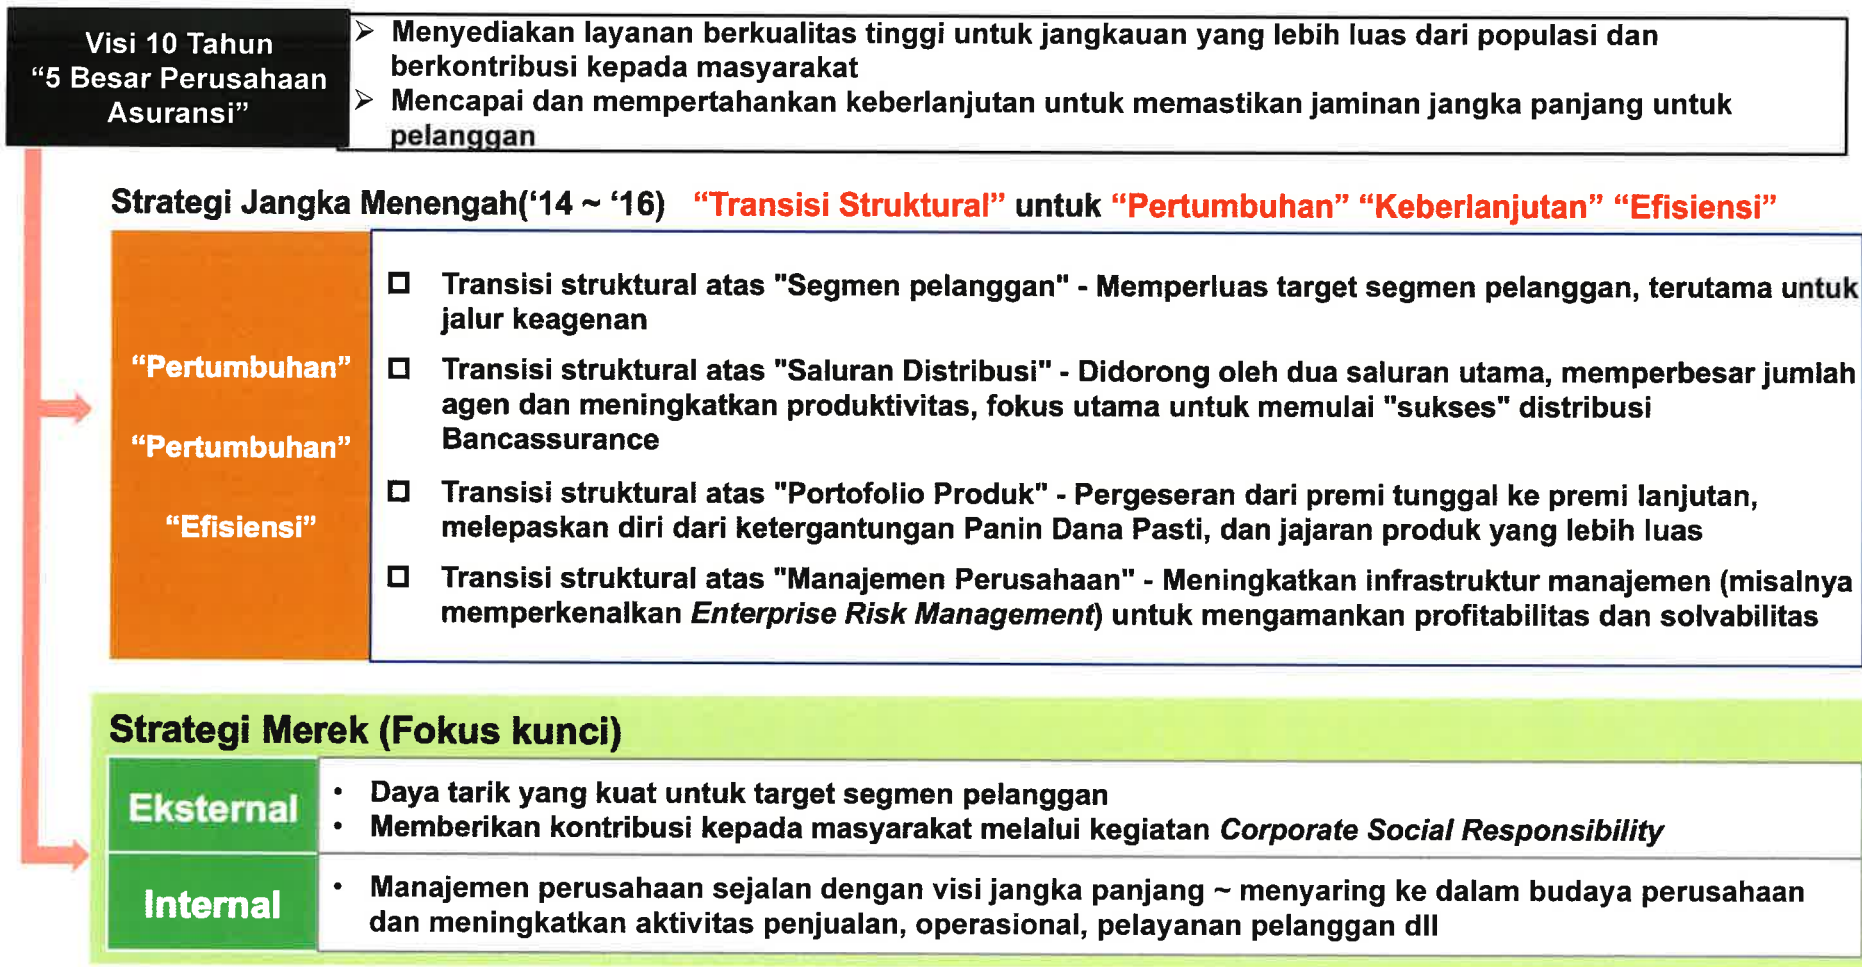 Visi 10 Tahun
“5 Besar Perusahaan
Asuransi”
➢ Menyediakan layanan berkualitas tinggi untuk jangkauan yang lebih luas dari populasi dan
berkontribusi kepada masyarakat
➢ Mencapai dan mempertahankan keberlanjutan untuk memastikan jaminan jangka panjang untuk
pelanggan
Strategi Jangka Menengah(‘14 ~ ‘16) “Transisi Struktural” untuk “Pertumbuhan” “Keberlanjutan” “Efisiensi”
“Pertumbuhan”
“Pertumbuhan”
“Efisiensi”
☐ Transisi struktural atas "Segmen pelanggan" - Memperluas target segmen pelanggan, terutama untuk
jalur keagenan
☐ Transisi struktural atas "Saluran Distribusi" - Didorong oleh dua saluran utama, memperbesar jumlah
agen dan meningkatkan produktivitas, fokus utama untuk memulai "sukses" distribusi
Bancassurance
☐ Transisi struktural atas "Portofolio Produk" - Pergeseran dari premi tunggal ke premi lanjutan,
melepaskan diri dari ketergantungan Panin Dana Pasti, dan jajaran produk yang lebih luas
☐ Transisi struktural atas "Manajemen Perusahaan" - Meningkatkan infrastruktur manajemen (misalnya
memperkenalkan Enterprise Risk Management) untuk mengamankan profitabilitas dan solvabilitas
Strategi Merek (Fokus kunci)
Eksternal
• Daya tarik yang kuat untuk target segmen pelanggan
• Memberikan kontribusi kepada masyarakat melalui kegiatan Corporate Social Responsibility
Internal
• Manajemen perusahaan sejalan dengan visi jangka panjang ~ menyaring ke dalam budaya perusahaan
dan meningkatkan aktivitas penjualan, operasional, pelayanan pelanggan dll